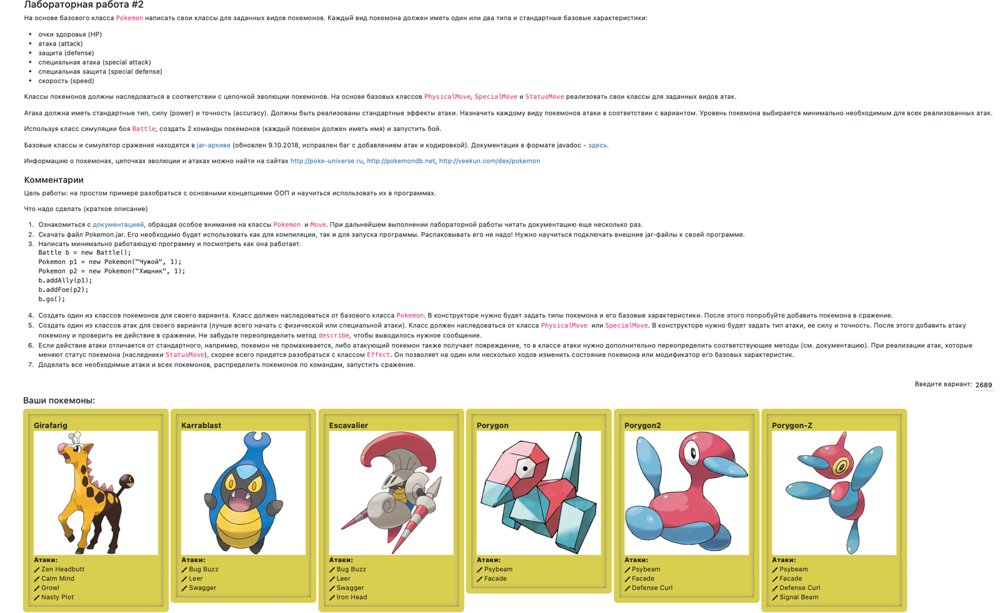 Лабораторная работа #2
На основе базового класса Pokemon написать свои классы для заданных видов покемонов. Каждый вид покемона должен иметь один или два типа и стандартные базовые характеристики:
• очки здоровья (HP)
• атака (attack)
• защита (defense)
• специальная атака (special attack)
• специальная защита (special defense)
• скорость (speed)
Классы покемонов должны наследоваться в соответствии с цепочкой эволюции покемонов. На основе базовых классов PhysicalMove, SpecialMove и StatusMove реализовать свои классы для заданных видов атак.
Атака должна иметь стандартные тип, силу (power) и точность (accuracy). Должны быть реализованы стандартные эффекты атаки. Назначить каждому виду покемонов атаки в соответствии с вариантом. Уровень покемона выбирается минимально необходимым для всех реализованных атак.
Используя класс симуляции боя Battle, создать 2 команды покемонов (каждый покемон должен иметь имя) и запустить бой.
Базовые классы и симулятор сражения находятся в jar-архиве (обновлен 9.10.2018, исправлен баг с добавлением атак и кодировкой). Документация в формате javadoc - здесь.
Информацию о покемонах, цепочках эволюции и атаках можно найти на сайтах http://poke-universe.ru, http://pokemondb.net, http://veekun.com/dex/pokemon
Комментарии
Цель работы: на простом примере разобраться с основными концепциями ООП и научиться использовать их в программах.
Что надо сделать (краткое описание)
1. Ознакомиться с документацией, обращая особое внимание на классы Pokemon и Move. При дальнейшем выполнении лабораторной работы читать документацию еще несколько раз.
2. Скачать файл Pokemon.jar. Его необходимо будет использовать как для компиляции, так и для запуска программы. Распаковывать его не надо! Нужно научиться подключать внешние jar-файлы к своей программе.
3. Написать минимально работающую программу и посмотреть как она работает.
Battle b = new Battle();
Pokemon p1 = new Pokemon("Чужой", 1);
Pokemon p2 = new Pokemon("Хищник", 1);
b.addAlly(p1);
b.addFoe(p2);
b.go();
4. Создать один из классов покемонов для своего варианта. Класс должен наследоваться от базового класса Pokemon. В конструкторе нужно будет задать типы покемона и его базовые характеристики. После этого попробуйте добавить покемона в сражение.
5. Создать один из классов атак для своего варианта (лучше всего начать с физической или специальной атаки). Класс должен наследоваться от класса PhysicalMove или SpecialMove. В конструкторе нужно будет задать тип атаки, ее силу и точность. После этого добавить атаку
покемону и проверить ее действие в сражении. Не забудьте переопределить метод describe, чтобы выводилось нужное сообщение.
6. Если действие атаки отличается от стандартного, например, покемон не промахивается, либо атакующий покемон также получает повреждение, то в классе атаки нужно дополнительно переопределить соответствующие методы (см. документацию). При реализации атак, которые
меняют статус покемона (наследники StatusMove), скорее всего придется разобраться с классом Effect. Он позволяет на один или несколько ходов изменить состояние покемона или модификатор его базовых характеристик.
7. Доделать все необходимые атаки и всех покемонов, распределить покемонов по командам, запустить сражение.
Введите вариант: 2689
Ваши покемоны:
Girafarig
Атаки:
Zen Headbutt
Calm Mind
Growl
Nasty Plot
Karrablast
Атаки:
Bug Buzz
Leer
Swagger
Escavalier
Атаки:
Bug Buzz
Leer
Swagger
Iron Head
Porygon
Атаки:
Psybeam
Facade
Porygon2
Атаки:
Psybeam
Facade
Defense Curl
Porygon-Z
Атаки:
Psybeam
Facade
Defense Curl
Signal Beam